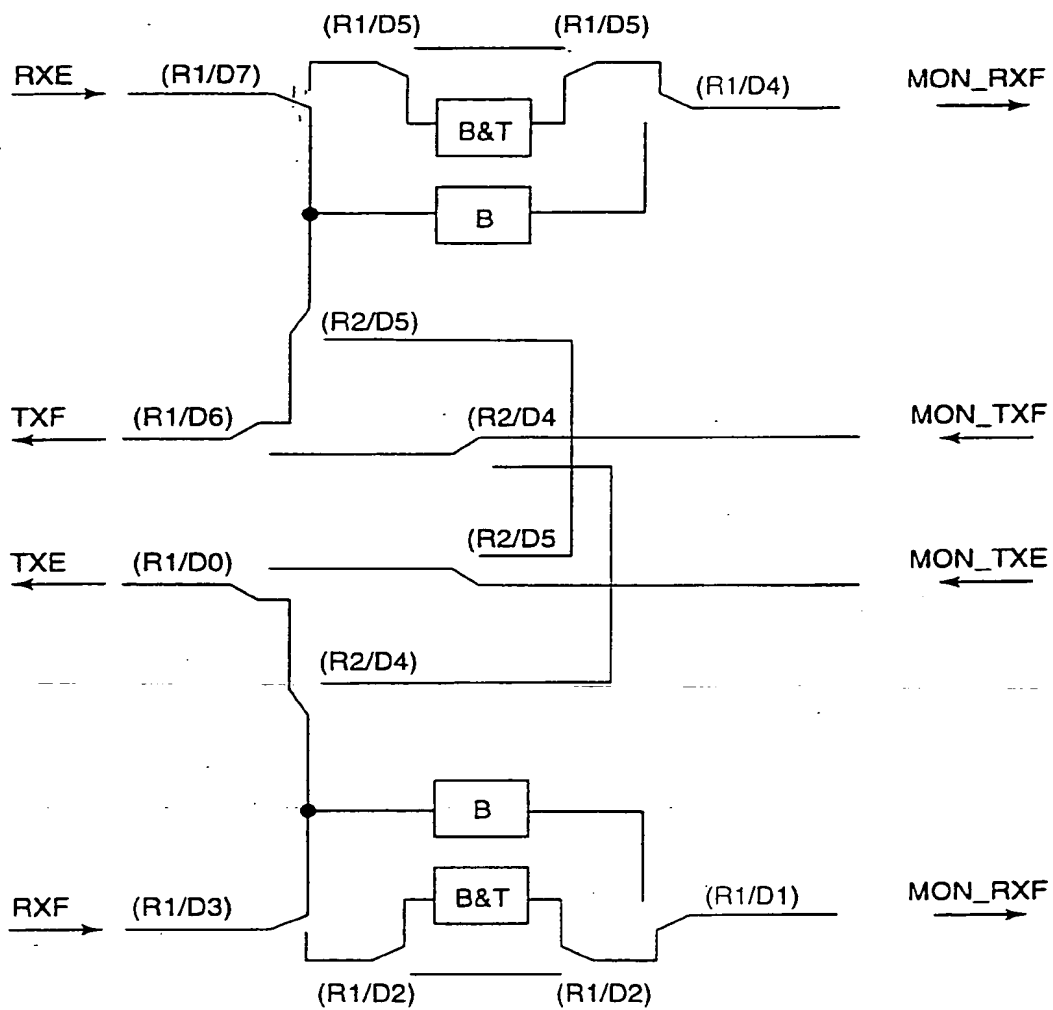 (R1/D5) (R1/D5)
RXE (R1/D7) (R1/D4) MON_RXF
B&T
B
(R2/D5)
TXF (R1/D6) (R2/D4 MON_TXF
(R2/D5
TXE (R1/D0) MON_TXE
(R2/D4)
B
B&T
RXF (R1/D3) (R1/D1) MON_RXF
(R1/D2) (R1/D2)